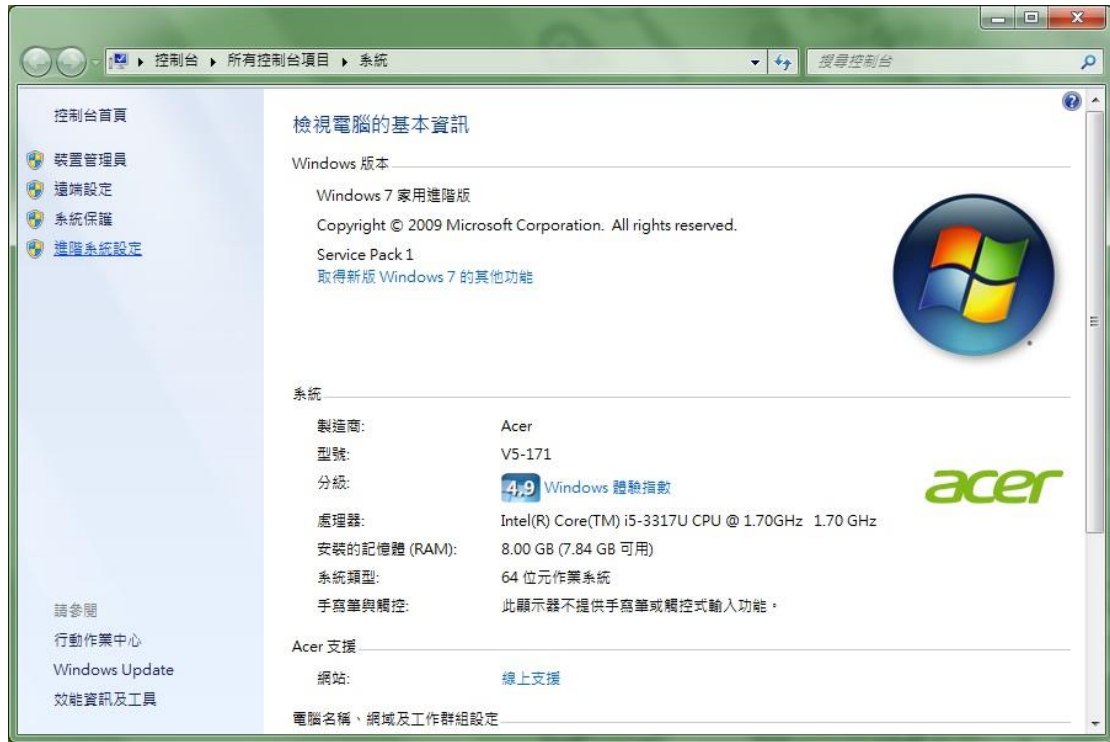 控制台 ▸ 所有控制台項目 ▸ 系統
搜尋控制台
控制台首頁
裝置管理員
遠端設定
系統保護
進階系統設定
請參閱
行動作業中心
Windows Update
效能資訊及工具
檢視電腦的基本資訊
Windows 版本
Windows 7 家用進階版
Copyright © 2009 Microsoft Corporation. All rights reserved.
Service Pack 1
取得新版 Windows 7 的其他功能
系統
製造商: Acer
型號: V5-171
分級: 4.9 Windows 體驗指數
處理器: Intel(R) Core(TM) i5-3317U CPU @ 1.70GHz 1.70 GHz
安裝的記憶體 (RAM): 8.00 GB (7.84 GB 可用)
系統類型: 64 位元作業系統
手寫筆與觸控: 此顯示器不提供手寫筆或觸控式輸入功能。
acer
Acer 支援
網站: 線上支援
電腦名稱、網域及工作群組設定